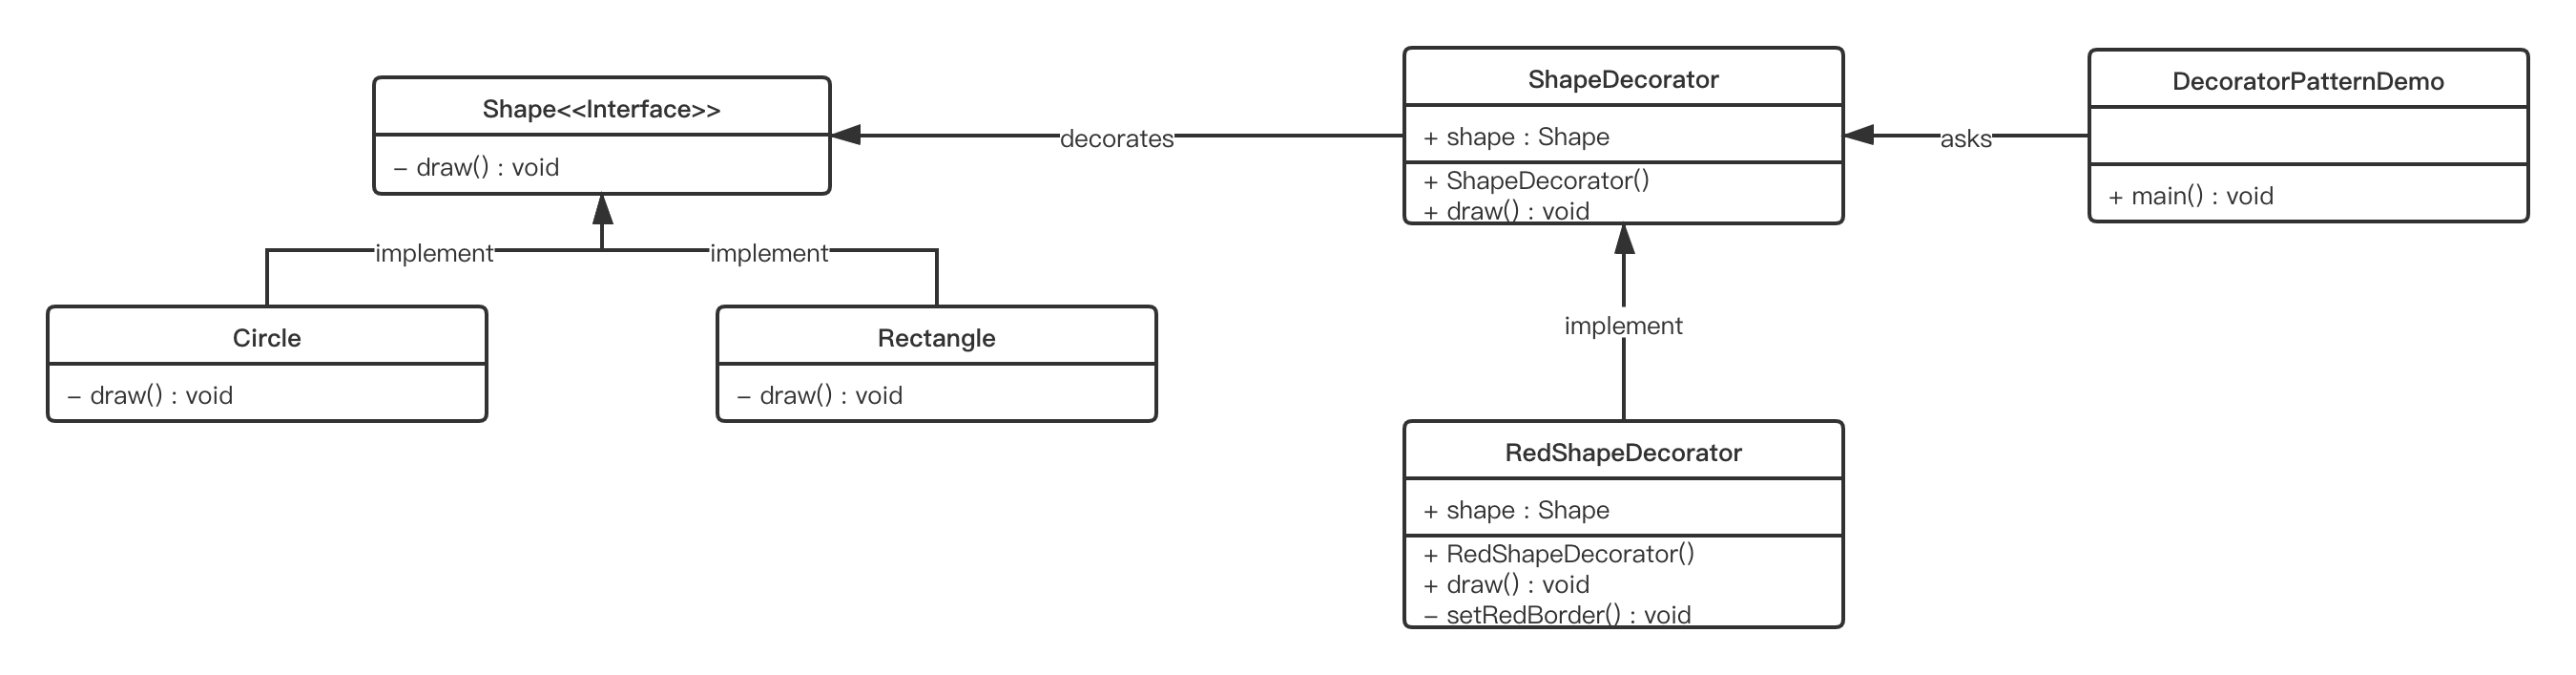 Shape<<Interface>>
– draw() : void
decorates
ShapeDecorator
+ shape : Shape
+ ShapeDecorator()
+ draw() : void
asks
DecoratorPatternDemo
+ main() : void
implement
implement
Circle
– draw() : void
Rectangle
– draw() : void
implement
RedShapeDecorator
+ shape : Shape
+ RedShapeDecorator()
+ draw() : void
– setRedBorder() : void